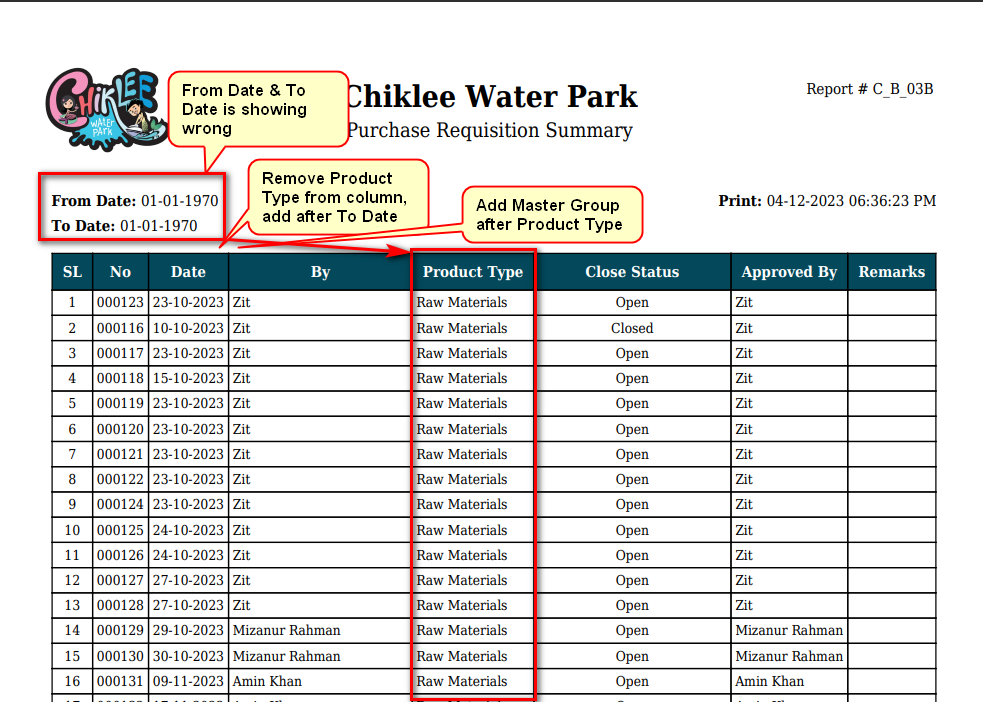 CHIKLEE
WATER
PARK
From Date & To
Date is showing
wrong
Chiklee Water Park
Purchase Requisition Summary
Report # C_B_03B
Remove Product
Type from column,
add after To Date
Add Master Group
after Product Type
From Date: 01-01-1970
To Date: 01-01-1970
Print: 04-12-2023 06:36:23 PM
SL No Date By Product Type Close Status Approved By Remarks
1 000123 23-10-2023 Zit Raw Materials Open Zit
2 000116 10-10-2023 Zit Raw Materials Closed Zit
3 000117 23-10-2023 Zit Raw Materials Open Zit
4 000118 15-10-2023 Zit Raw Materials Open Zit
5 000119 23-10-2023 Zit Raw Materials Open Zit
6 000120 23-10-2023 Zit Raw Materials Open Zit
7 000121 23-10-2023 Zit Raw Materials Open Zit
8 000122 23-10-2023 Zit Raw Materials Open Zit
9 000124 23-10-2023 Zit Raw Materials Open Zit
10 000125 24-10-2023 Zit Raw Materials Open Zit
11 000126 24-10-2023 Zit Raw Materials Open Zit
12 000127 27-10-2023 Zit Raw Materials Open Zit
13 000128 27-10-2023 Zit Raw Materials Open Zit
14 000129 29-10-2023 Mizanur Rahman Raw Materials Open Mizanur Rahman
15 000130 30-10-2023 Mizanur Rahman Raw Materials Open Mizanur Rahman
16 000131 09-11-2023 Amin Khan Raw Materials Open Amin Khan